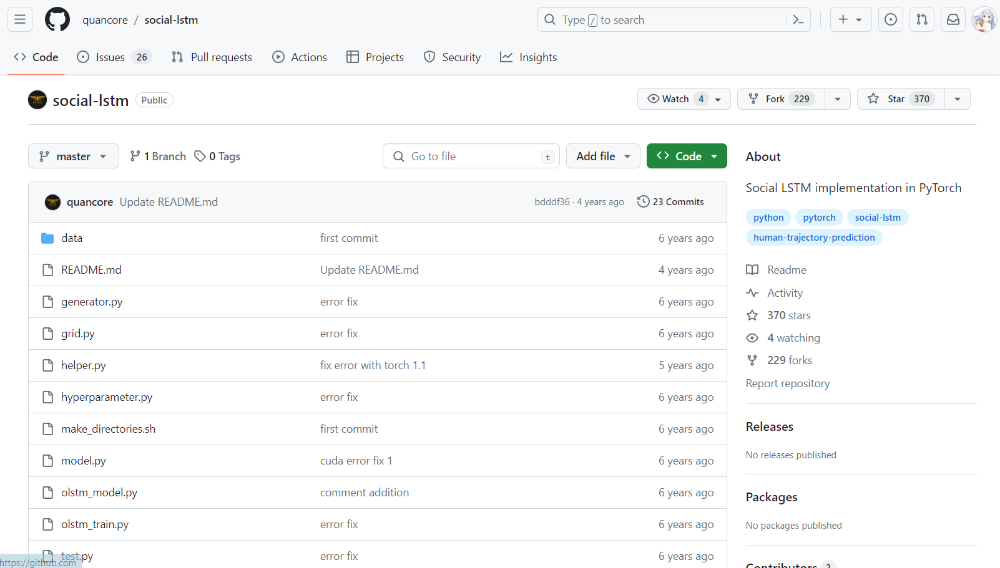 quancore / social-lstm
Type / to search
Code
Issues 26
Pull requests
Actions
Projects
Security
Insights
social-lstm Public
Watch 4
Fork 229
Star 370
master
1 Branch
0 Tags
Go to file t
Add file
Code
quancore Update README.md bdddf36 · 4 years ago 23 Commits
data first commit 6 years ago
README.md Update README.md 4 years ago
generator.py error fix 6 years ago
grid.py error fix 6 years ago
helper.py fix error with torch 1.1 5 years ago
hyperparameter.py error fix 6 years ago
make_directories.sh first commit 6 years ago
model.py cuda error fix 1 6 years ago
olstm_model.py comment addition 6 years ago
olstm_train.py error fix 6 years ago
test.py error fix 6 years ago
https://github.com
About
Social LSTM implementation in PyTorch
python pytorch social-lstm
human-trajectory-prediction
Readme
Activity
370 stars
4 watching
229 forks
Report repository
Releases
No releases published
Packages
No packages published
Contributors 2